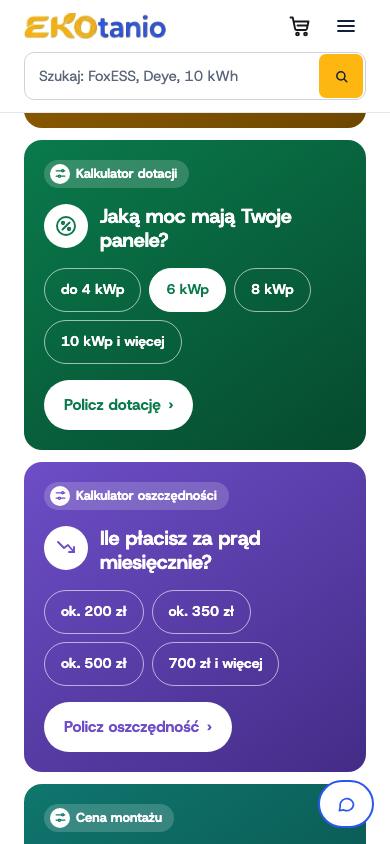 EKOtanio
Szukaj: FoxESS, Deye, 10 kWh
Kalkulator dotacji
Jaką moc mają Twoje
panele?
do 4 kWp
6 kWp
8 kWp
10 kWp i więcej
Policz dotację ›
Kalkulator oszczędności
Ile płacisz za prąd
miesięcznie?
ok. 200 zł
ok. 350 zł
ok. 500 zł
700 zł i więcej
Policz oszczędność ›
Cena montażu